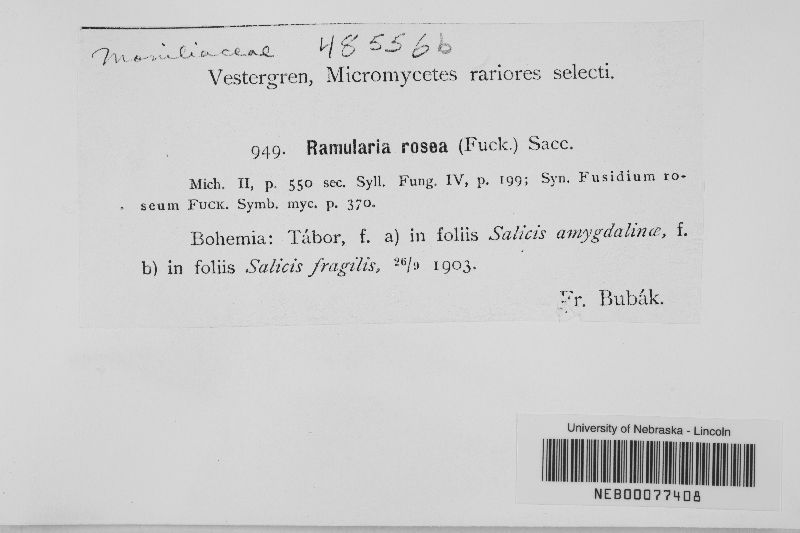 Moniliaceae 48556b
Vestergren, Micromycetes rariores selecti.
949. Ramularia rosea (Fuck.) Sacc.
Mich. II, p. 550 sec. Syll. Fung. IV, p. 199; Syn. Fusidium ro-
seum Fuck. Symb. myc. p. 370.
Bohemia: Tábor, f. a) in foliis Salicis amygdalinæ, f.
b) in foliis Salicis fragilis, 26/9 1903.
Fr. Bubák.
University of Nebraska - Lincoln
NEB00077408